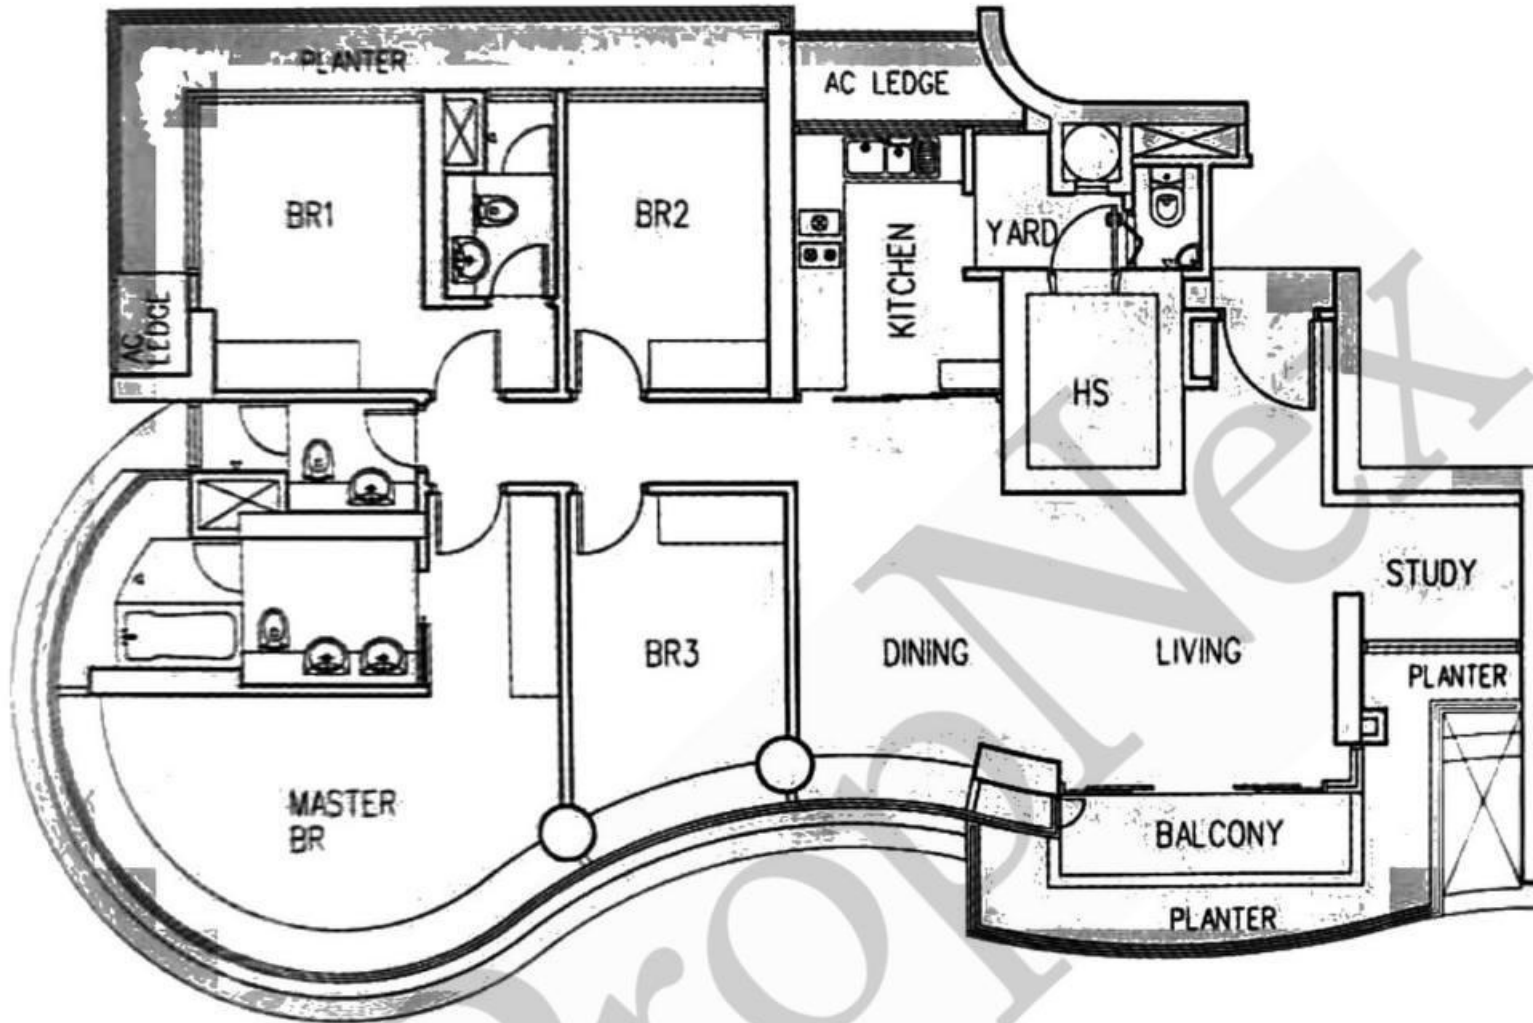 PLANTER
AC LEDGE
BR1
BR2
KITCHEN
YARD
AC
LEDGE
HS
STUDY
BR3
DINING
LIVING
PLANTER
MASTER
BR
BALCONY
PLANTER
PropNex